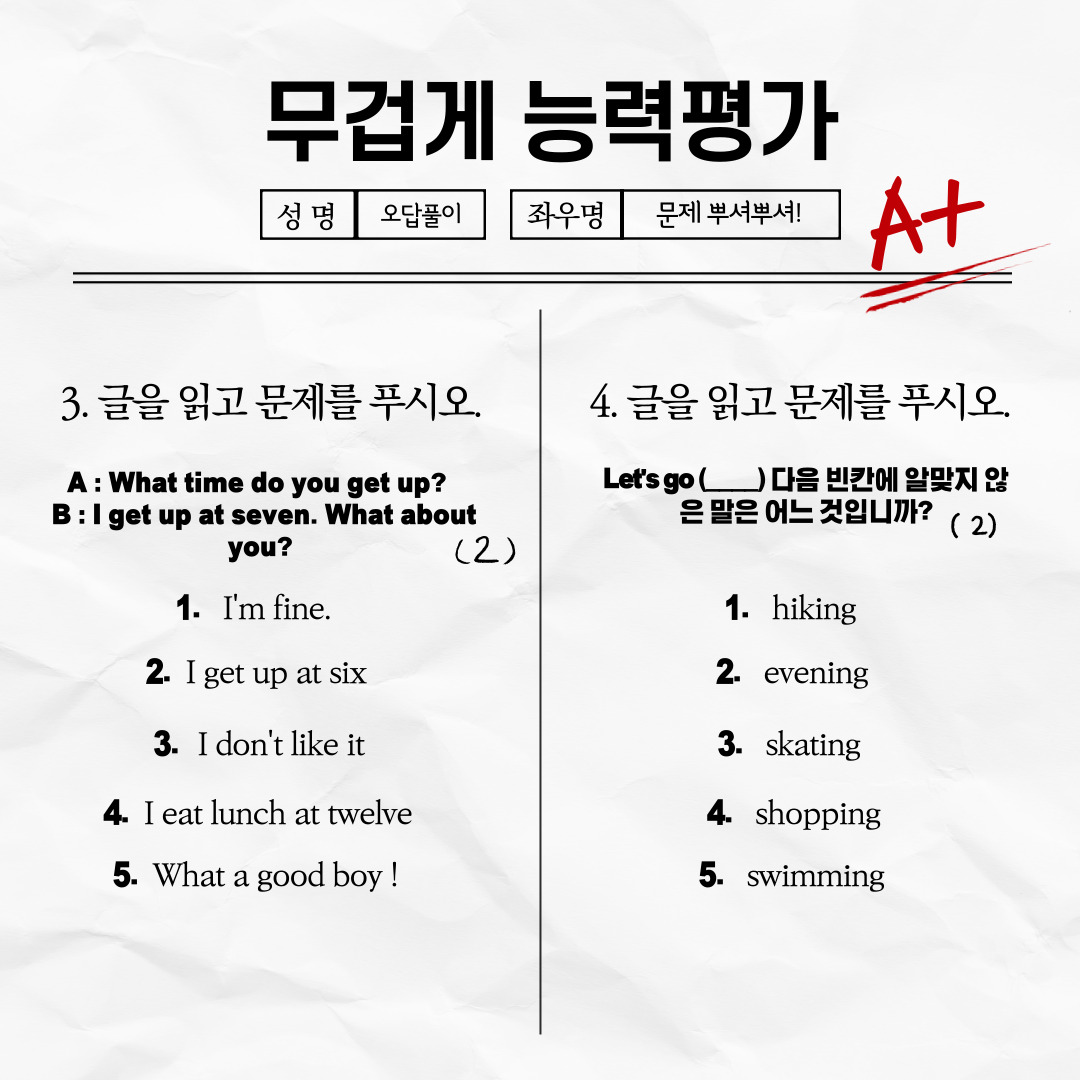 무겁게 능력평가
성 명 오답풀이 좌우명 문제 뿌셔뿌셔!
A+
3. 글을 읽고 문제를 푸시오.
A : What time do you get up?
B : I get up at seven. What about
you?
(2)
1. I'm fine.
2. I get up at six
3. I don't like it
4. I eat lunch at twelve
5. What a good boy !
4. 글을 읽고 문제를 푸시오.
Let's go (____) 다음 빈칸에 알맞지 않
은 말은 어느 것입니까?
( 2)
1. hiking
2. evening
3. skating
4. shopping
5. swimming